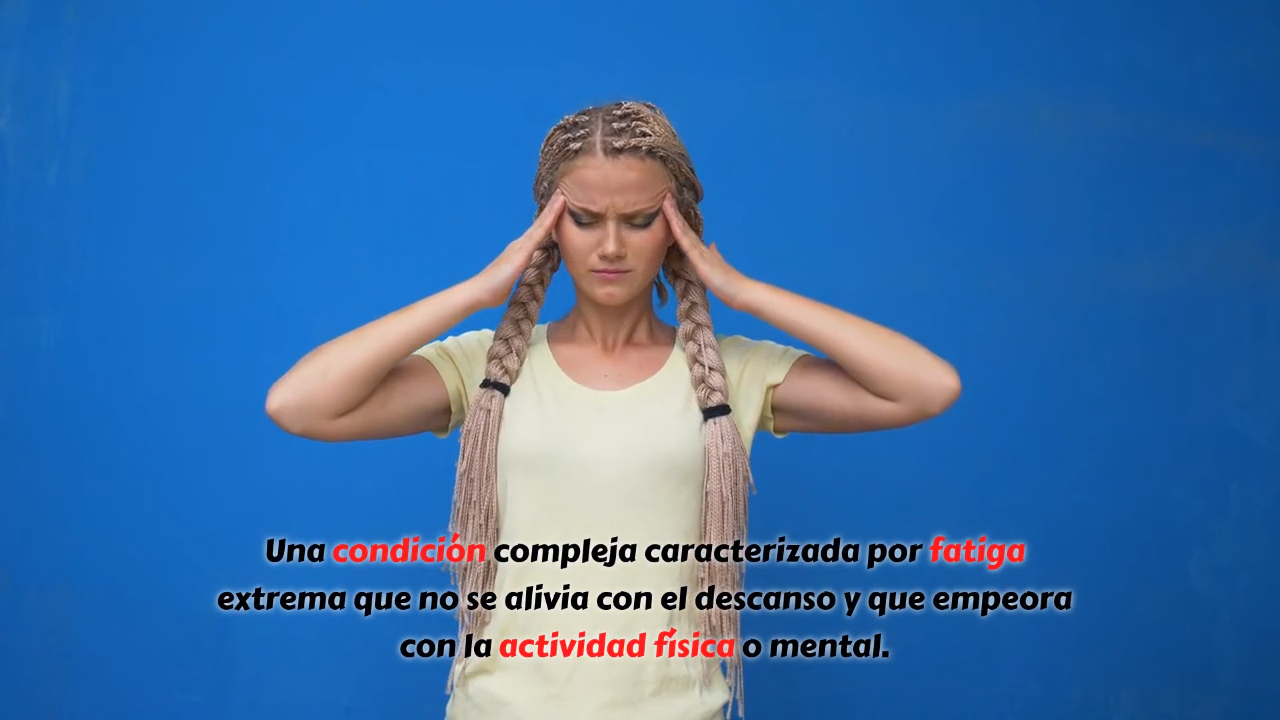 Una condición compleja caracterizada por fatiga
extrema que no se alivia con el descanso y que empeora
con la actividad física o mental.